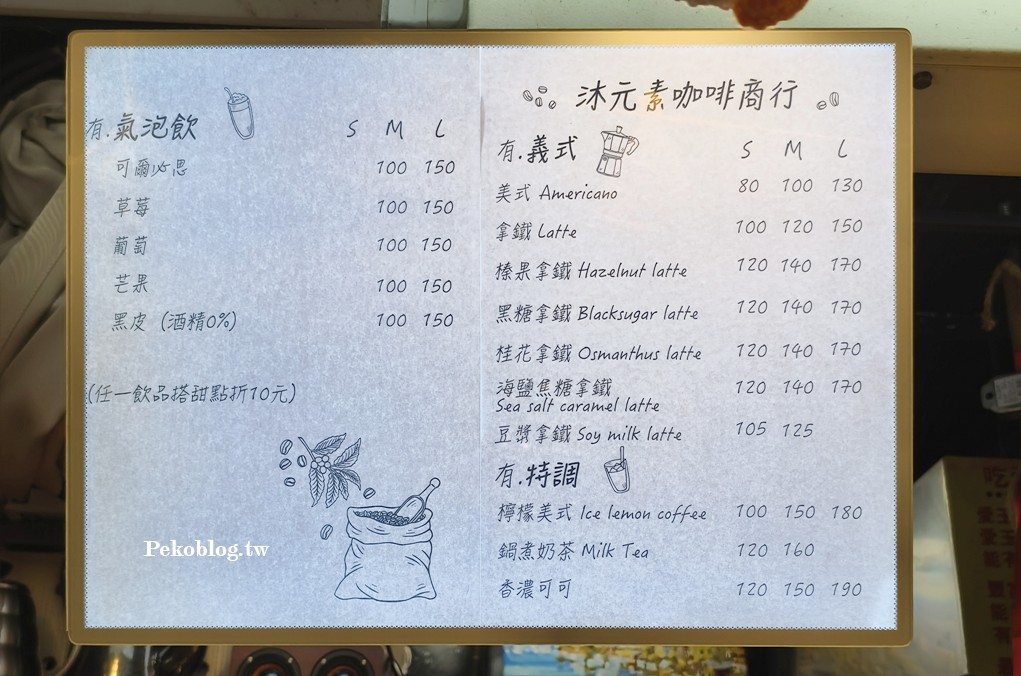 有.氣泡飲 S M L
可爾必思 100 150
草莓 100 150
葡萄 100 150
芒果 100 150
黑皮 (酒精0%) 100 150
(任一飲品搭甜點折10元)
Pekoblog.tw
沐元素咖啡商行
有.義式 S M L
美式 Americano 80 100 130
拿鐵 Latte 100 120 150
榛果拿鐵 Hazelnut latte 120 140 170
黑糖拿鐵 Blacksugar latte 120 140 170
桂花拿鐵 Osmanthus latte 120 140 170
海鹽焦糖拿鐵 120 140 170
Sea salt caramel latte
豆漿拿鐵 Soy milk latte 105 125
有.特調
檸檬美式 Ice lemon coffee 100 150 180
鍋煮奶茶 Milk Tea 120 160
香濃可可 120 150 190